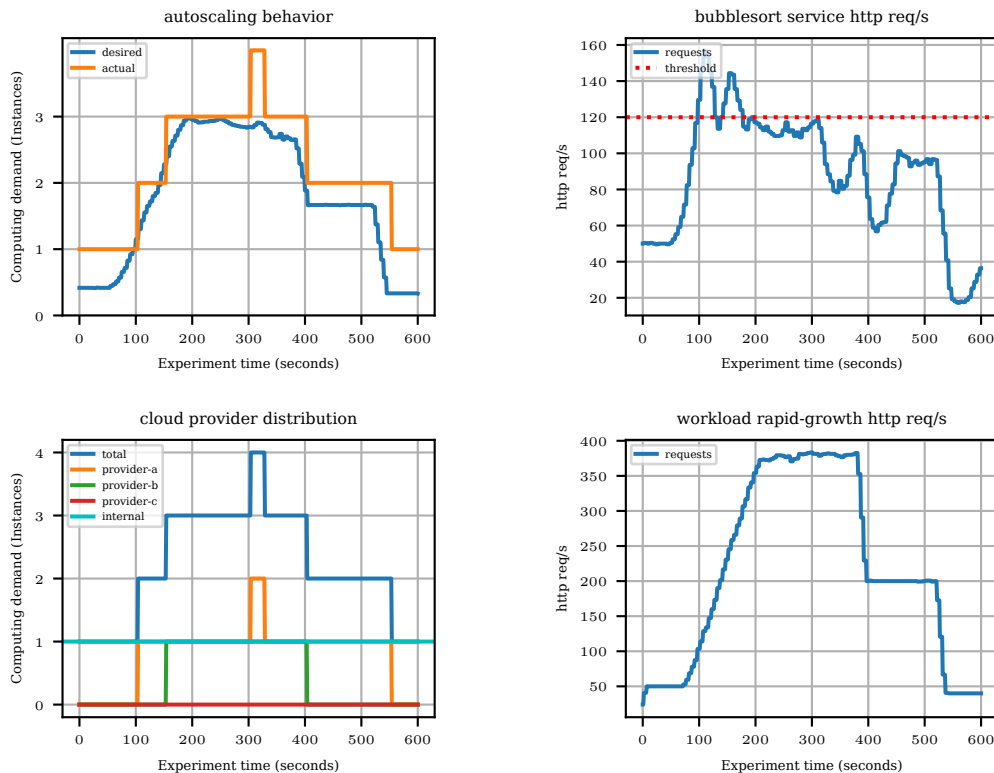 autoscaling behavior
desired
actual
Computing demand (Instances)
3
2
1
0
0 100 200 300 400 500 600
Experiment time (seconds)
bubblesort service http req/s
requests
threshold
http req/s
160
140
120
100
80
60
40
20
0 100 200 300 400 500 600
Experiment time (seconds)
cloud provider distribution
total
provider-a
provider-b
provider-c
internal
Computing demand (Instances)
4
3
2
1
0
0 100 200 300 400 500 600
Experiment time (seconds)
workload rapid-growth http req/s
requests
http req/s
400
350
300
250
200
150
100
50
0 100 200 300 400 500 600
Experiment time (seconds)